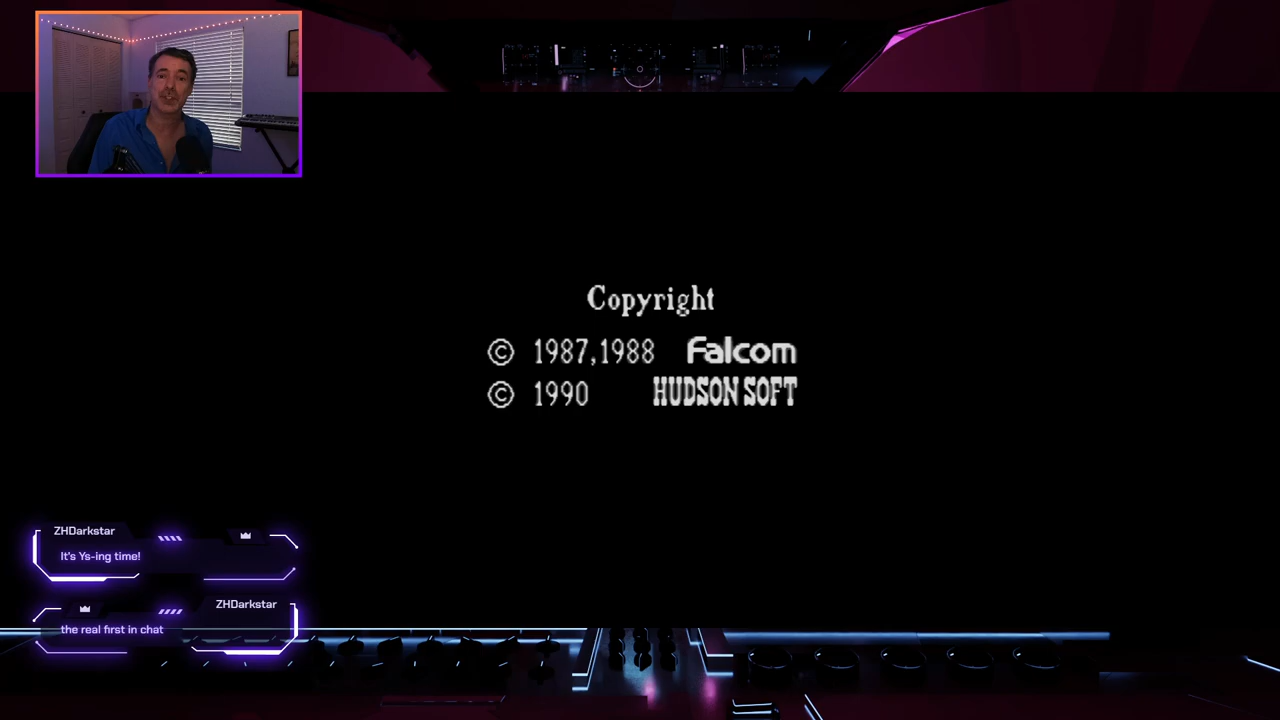 Copyright
© 1987,1988 Falcom
© 1990 HUDSON SOFT
ZHDarkstar
It's Ys-ing time!
ZHDarkstar
the real first in chat